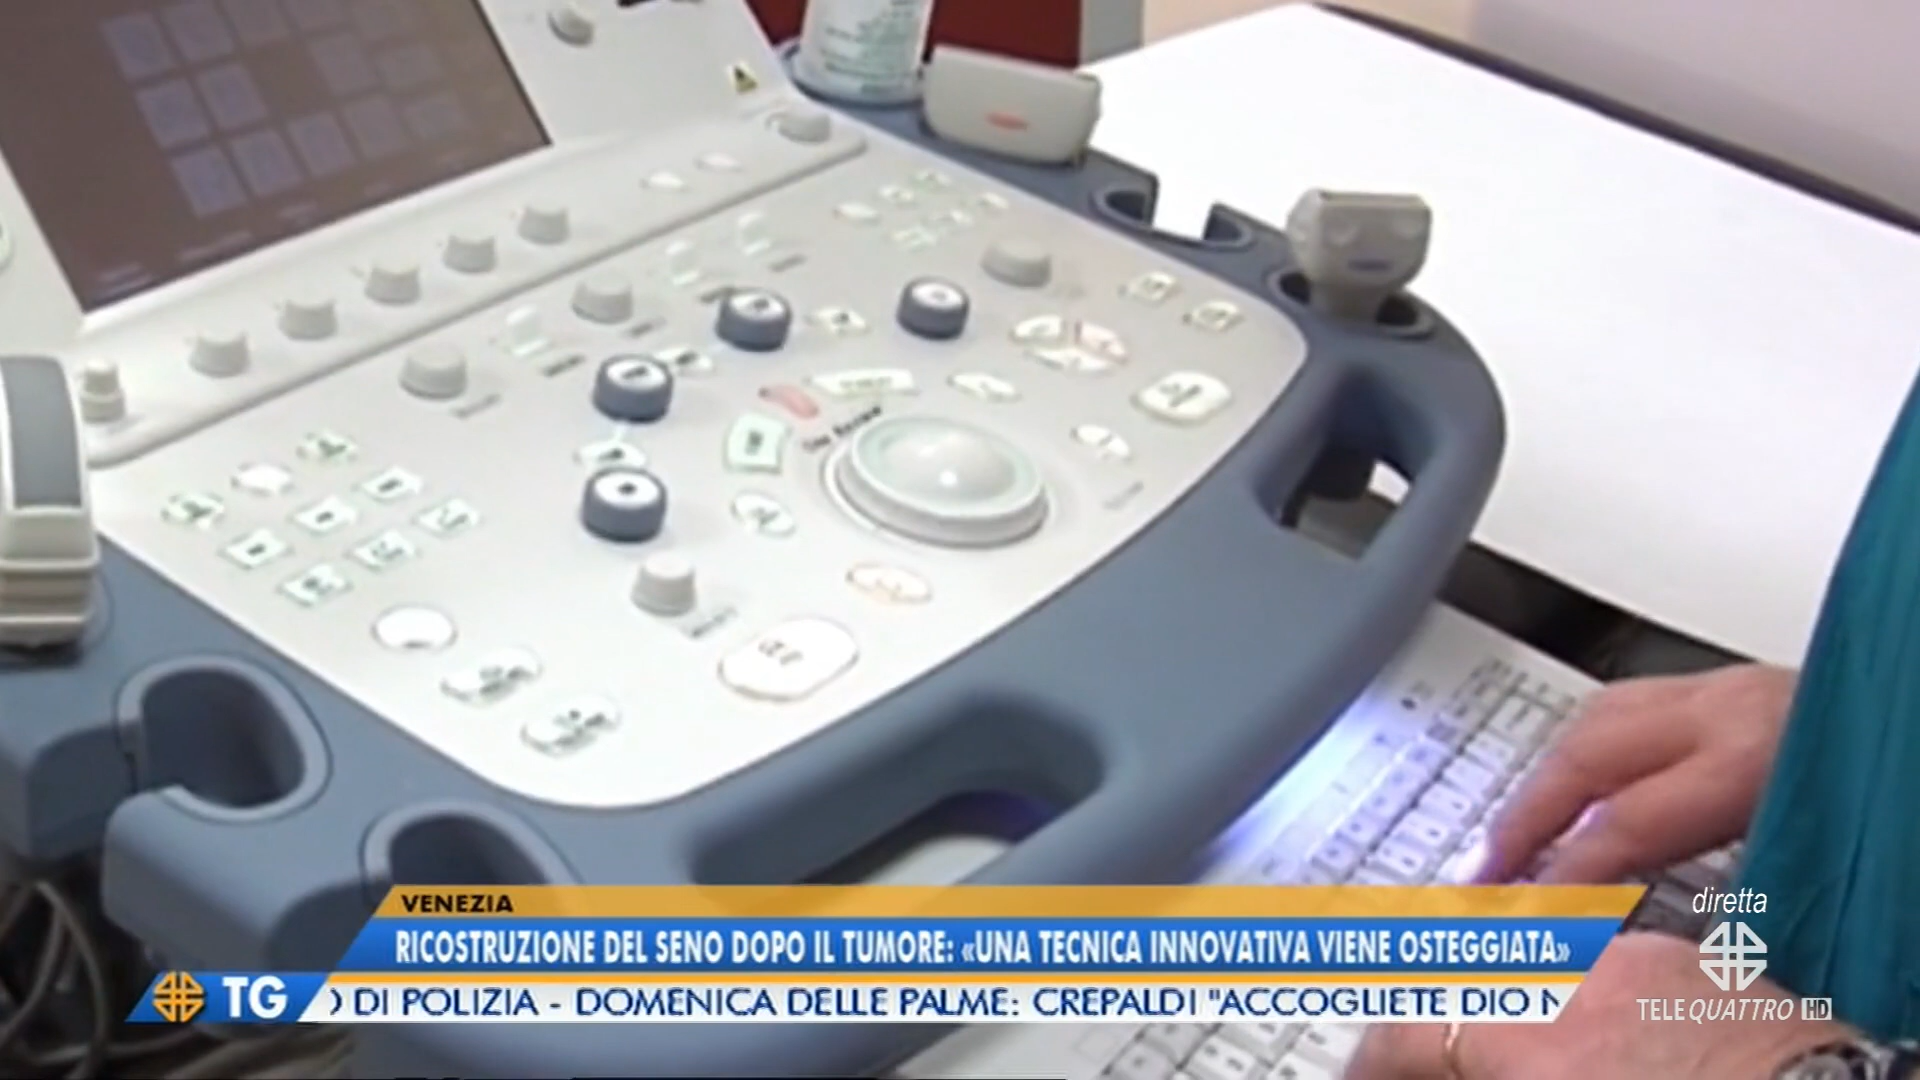 VENEZIA
RICOSTRUZIONE DEL SENO DOPO IL TUMORE: «UNA TECNICA INNOVATIVA VIENE OSTEGGIATA»
TG
O DI POLIZIA - DOMENICA DELLE PALME: CREPALDI "ACCOGLIETE DIO N
diretta
TELEQUATTRO HD